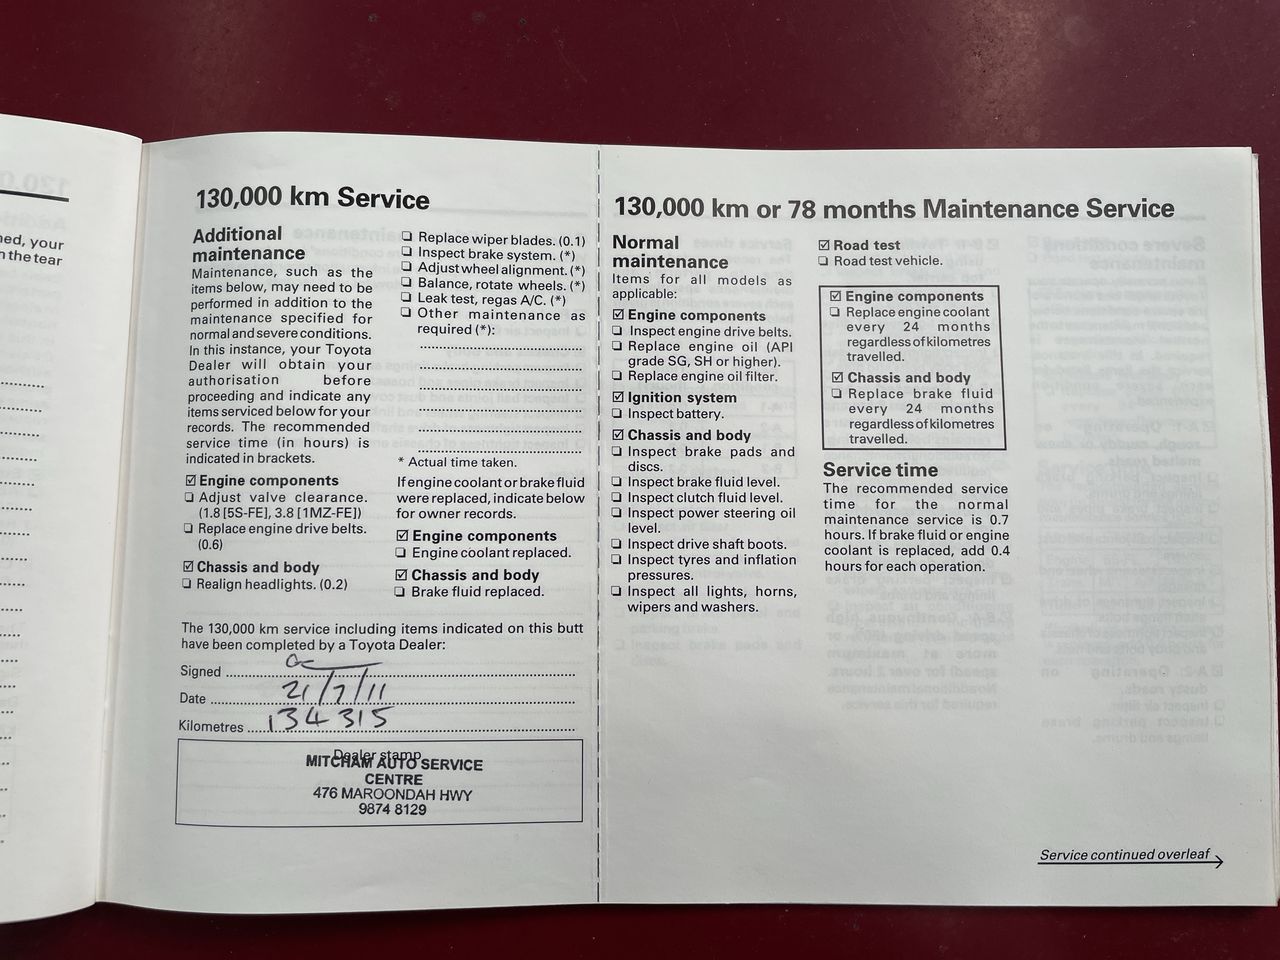 ned, your
n the tear
130,000 km Service
Additional
maintenance
Maintenance, such as the
items below, may need to be
performed in addition to the
maintenance specified for
normal and severe conditions.
In this instance, your Toyota
Dealer will obtain your
authorisation before
proceeding and indicate any
items serviced below for your
records. The recommended
service time (in hours) is
indicated in brackets.
☑ Engine components
❏ Adjust valve clearance.
(1.8 [5S-FE], 3.8 [1MZ-FE])
❏ Replace engine drive belts.
(0.6)
☑ Chassis and body
❏ Realign headlights. (0.2)
❏ Replace wiper blades. (0.1)
❏ Inspect brake system. (*)
❏ Adjust wheel alignment. (*)
❏ Balance, rotate wheels. (*)
❏ Leak test, regas A/C. (*)
❏ Other maintenance as
required (*):
* Actual time taken.
If engine coolant or brake fluid
were replaced, indicate below
for owner records.
☑ Engine components
❏ Engine coolant replaced.
☑ Chassis and body
❏ Brake fluid replaced.
The 130,000 km service including items indicated on this butt
have been completed by a Toyota Dealer:
Signed
Date 21/7/11
Kilometres 134315
Dealer stamp
MITCHAM AUTO SERVICE
CENTRE
476 MAROONDAH HWY
9874 8129
130,000 km or 78 months Maintenance Service
Normal
maintenance
Items for all models as
applicable:
☑ Engine components
❏ Inspect engine drive belts.
❏ Replace engine oil (API
grade SG, SH or higher).
❏ Replace engine oil filter.
☑ Ignition system
❏ Inspect battery.
☑ Chassis and body
❏ Inspect brake pads and
discs.
❏ Inspect brake fluid level.
❏ Inspect clutch fluid level.
❏ Inspect power steering oil
level.
❏ Inspect drive shaft boots.
❏ Inspect tyres and inflation
pressures.
❏ Inspect all lights, horns,
wipers and washers.
☑ Road test
❏ Road test vehicle.
☑ Engine components
❏ Replace engine coolant
every 24 months
regardless of kilometres
travelled.
☑ Chassis and body
❏ Replace brake fluid
every 24 months
regardless of kilometres
travelled.
Service time
The recommended service
time for the normal
maintenance service is 0.7
hours. If brake fluid or engine
coolant is replaced, add 0.4
hours for each operation.
Service continued overleaf